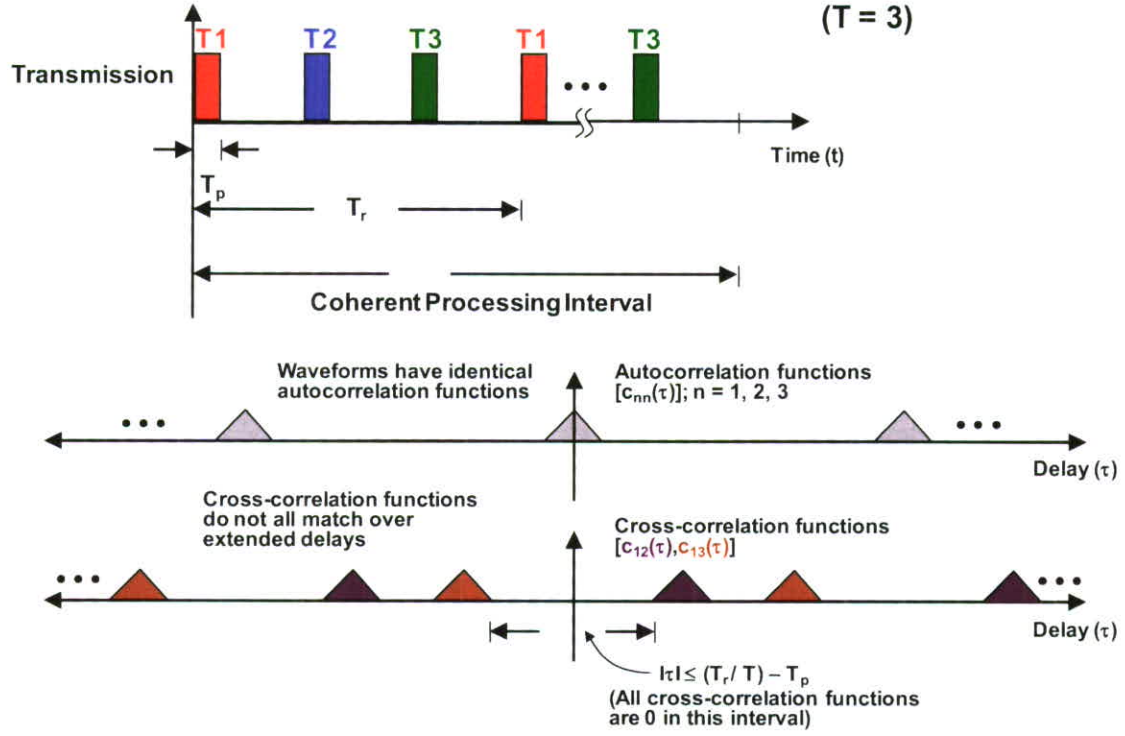 (T = 3)
T1 T2 T3 T1 T3
Transmission
• • •
Time (t)
Tₚ
Tᵣ
Coherent Processing Interval
Waveforms have identical
autocorrelation functions
Autocorrelation functions
[cₙₙ(τ)]; n = 1, 2, 3
• • •
• • •
Delay (τ)
Cross-correlation functions
do not all match over
extended delays
Cross-correlation functions
[c₁₂(τ),c₁₃(τ)]
• • •
• • •
Delay (τ)
|τ| ≤ (Tᵣ/ T) – Tₚ
(All cross-correlation functions
are 0 in this interval)